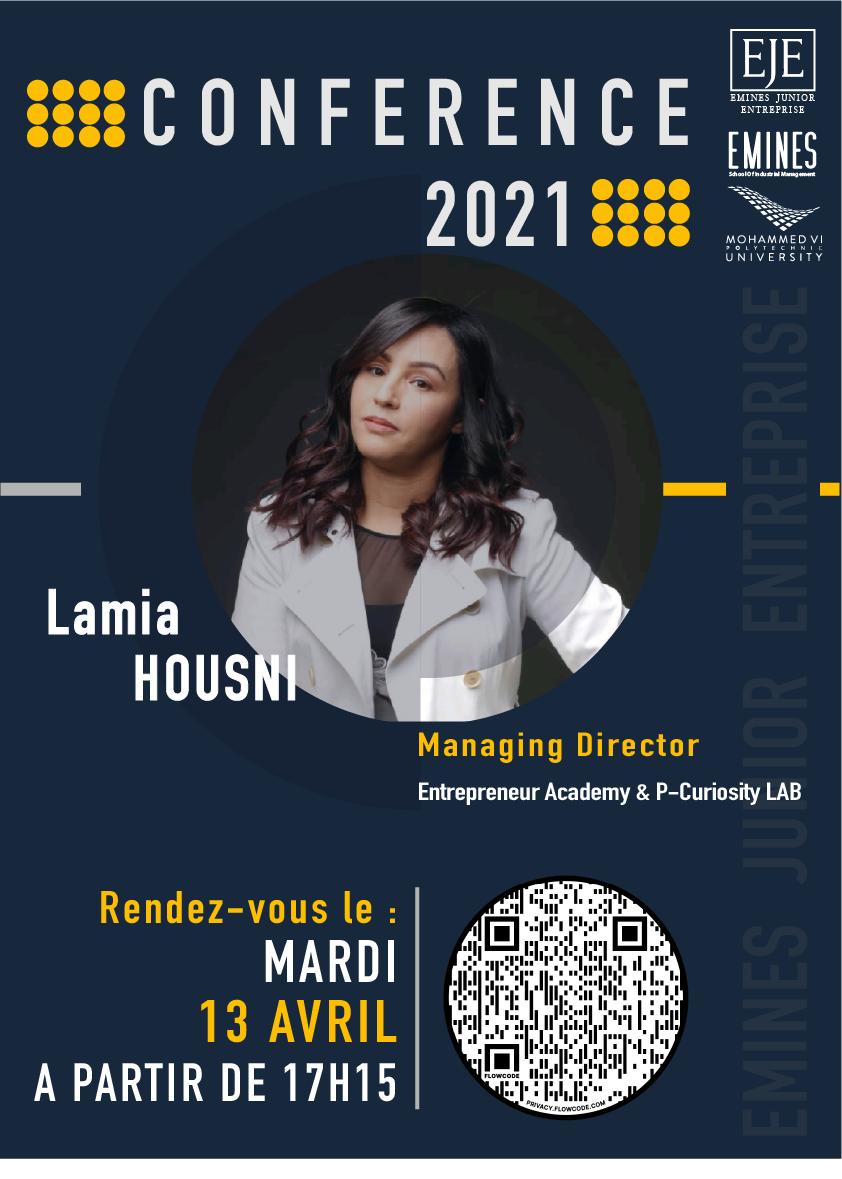 CONFERENCE
2021
EJE
EMINES JUNIOR
ENTREPRISE
EMINES
School Of Industrial Management
MOHAMMED VI
POLYTECHNIC
UNIVERSITY
EMINES JUNIOR ENTREPRISE
Lamia
HOUSNI
Managing Director
Entrepreneur Academy & P-Curiosity LAB
Rendez-vous le :
MARDI
13 AVRIL
A PARTIR DE 17H15
FLOWCODE
PRIVACY.FLOWCODE.COM